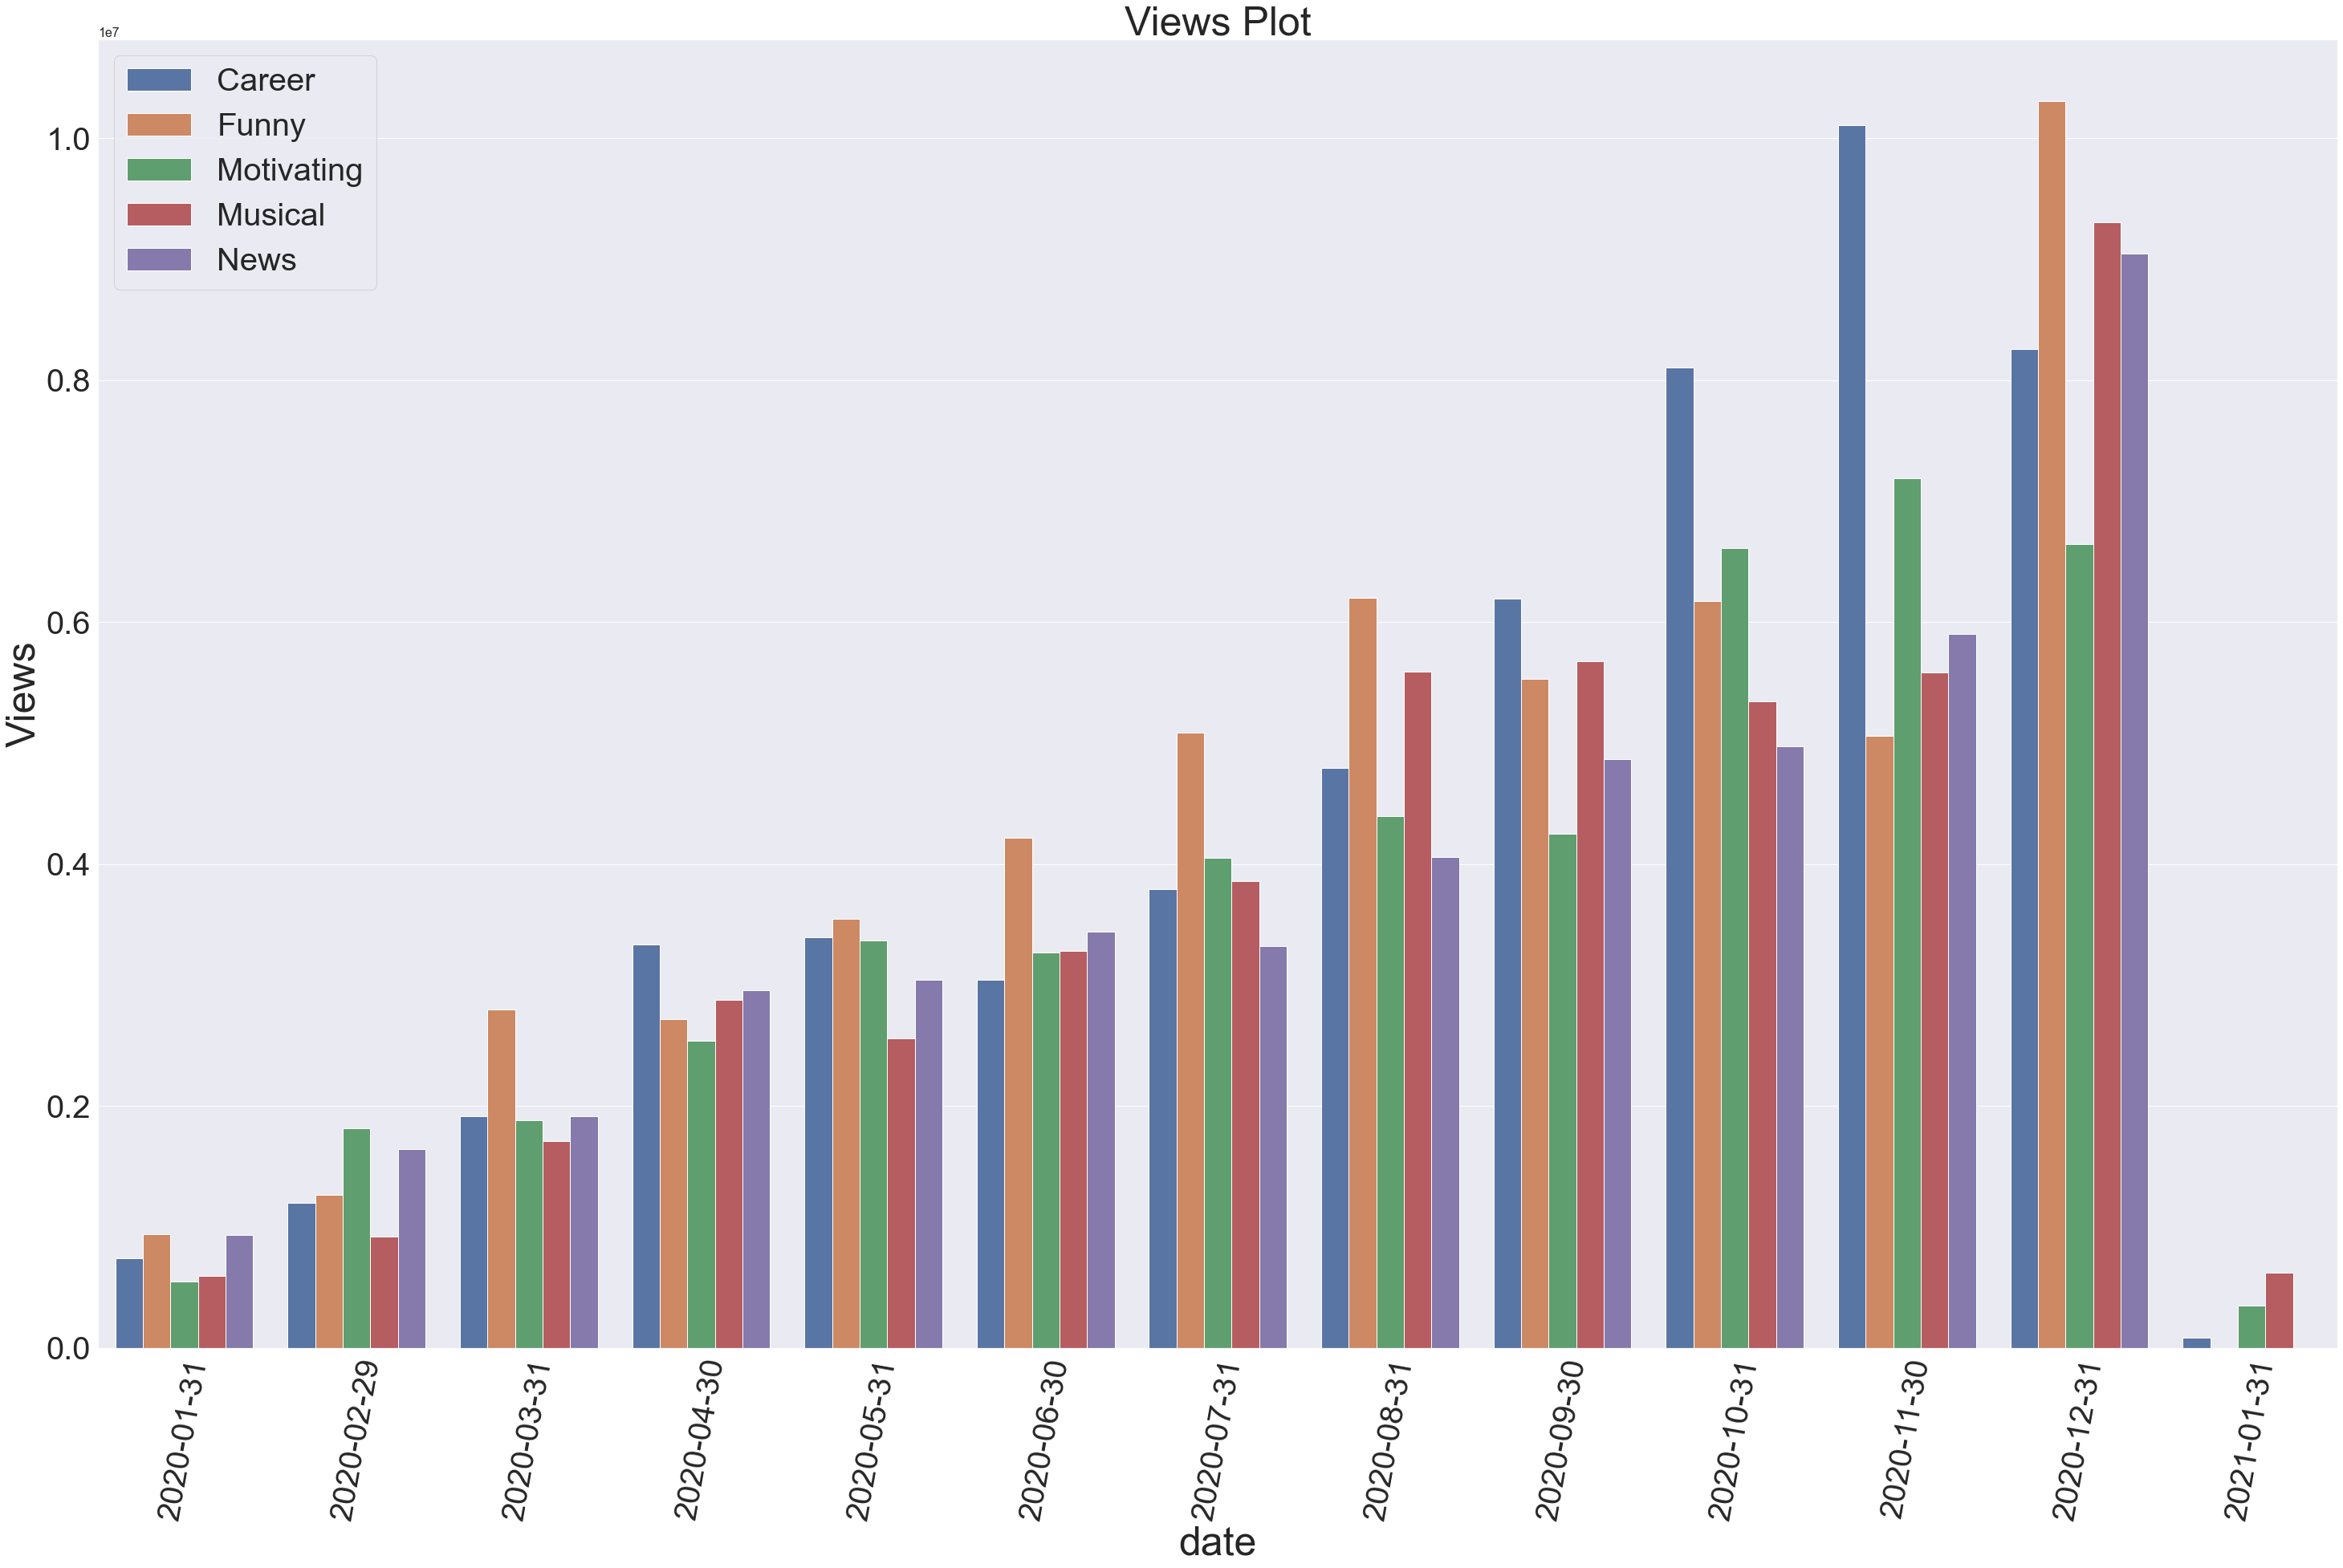 Views Plot
1e7
Career
Funny
Motivating
Musical
News
1.0
0.8
0.6
0.4
0.2
0.0
Views
2020-01-31
2020-02-29
2020-03-31
2020-04-30
2020-05-31
2020-06-30
2020-07-31
2020-08-31
2020-09-30
2020-10-31
2020-11-30
2020-12-31
2021-01-31
date